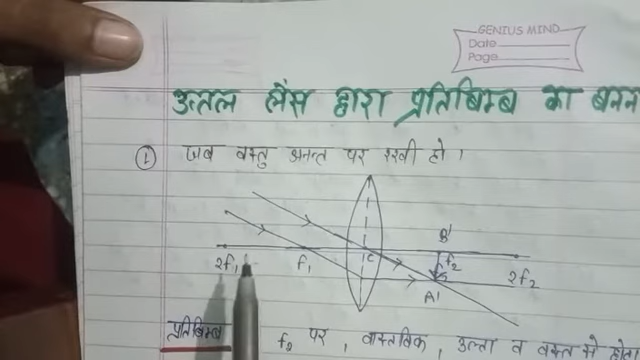 GENIUS MIND
Date
Page
उत्तल लेंस द्वारा प्रतिबिम्ब का बनना
① जब वस्तु अनन्त पर रखी हो।
B'
2f₁ f₁ C f₂ 2f₂
A'
प्रतिबिम्ब f₂ पर, वास्तविक, उल्टा व वस्तु से